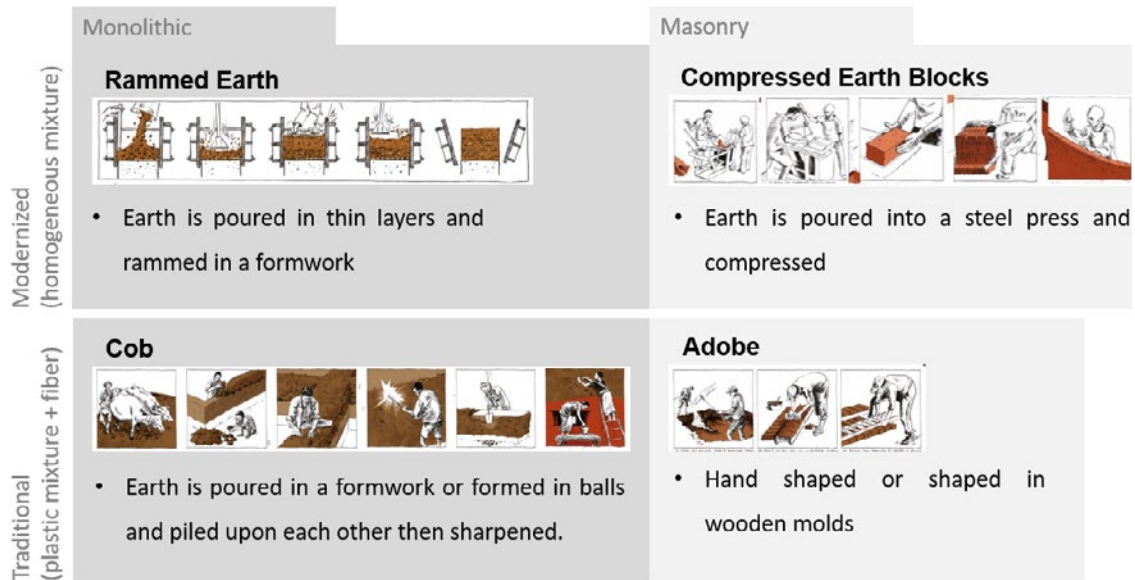 Monolithic
Masonry
Modernized
(homogeneous mixture)
Rammed Earth
• Earth is poured in thin layers and
rammed in a formwork
Compressed Earth Blocks
• Earth is poured into a steel press and
compressed
Traditional
(plastic mixture + fiber)
Cob
• Earth is poured in a formwork or formed in balls
and piled upon each other then sharpened.
Adobe
• Hand shaped or shaped in
wooden molds